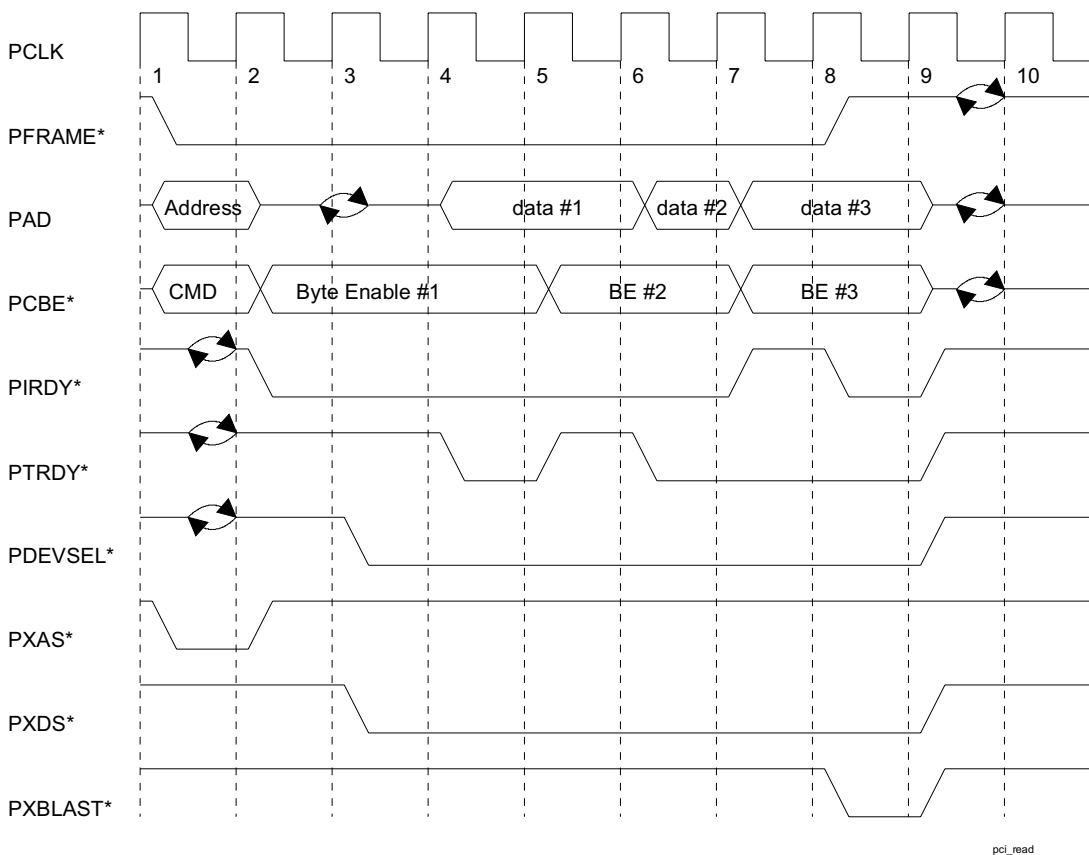 PCLK
1 2 3 4 5 6 7 8 9 10
PFRAME*
PAD Address data #1 data #2 data #3
PCBE* CMD Byte Enable #1 BE #2 BE #3
PIRDY*
PTRDY*
PDEVSEL*
PXAS*
PXDS*
PXBLAST*
pci_read